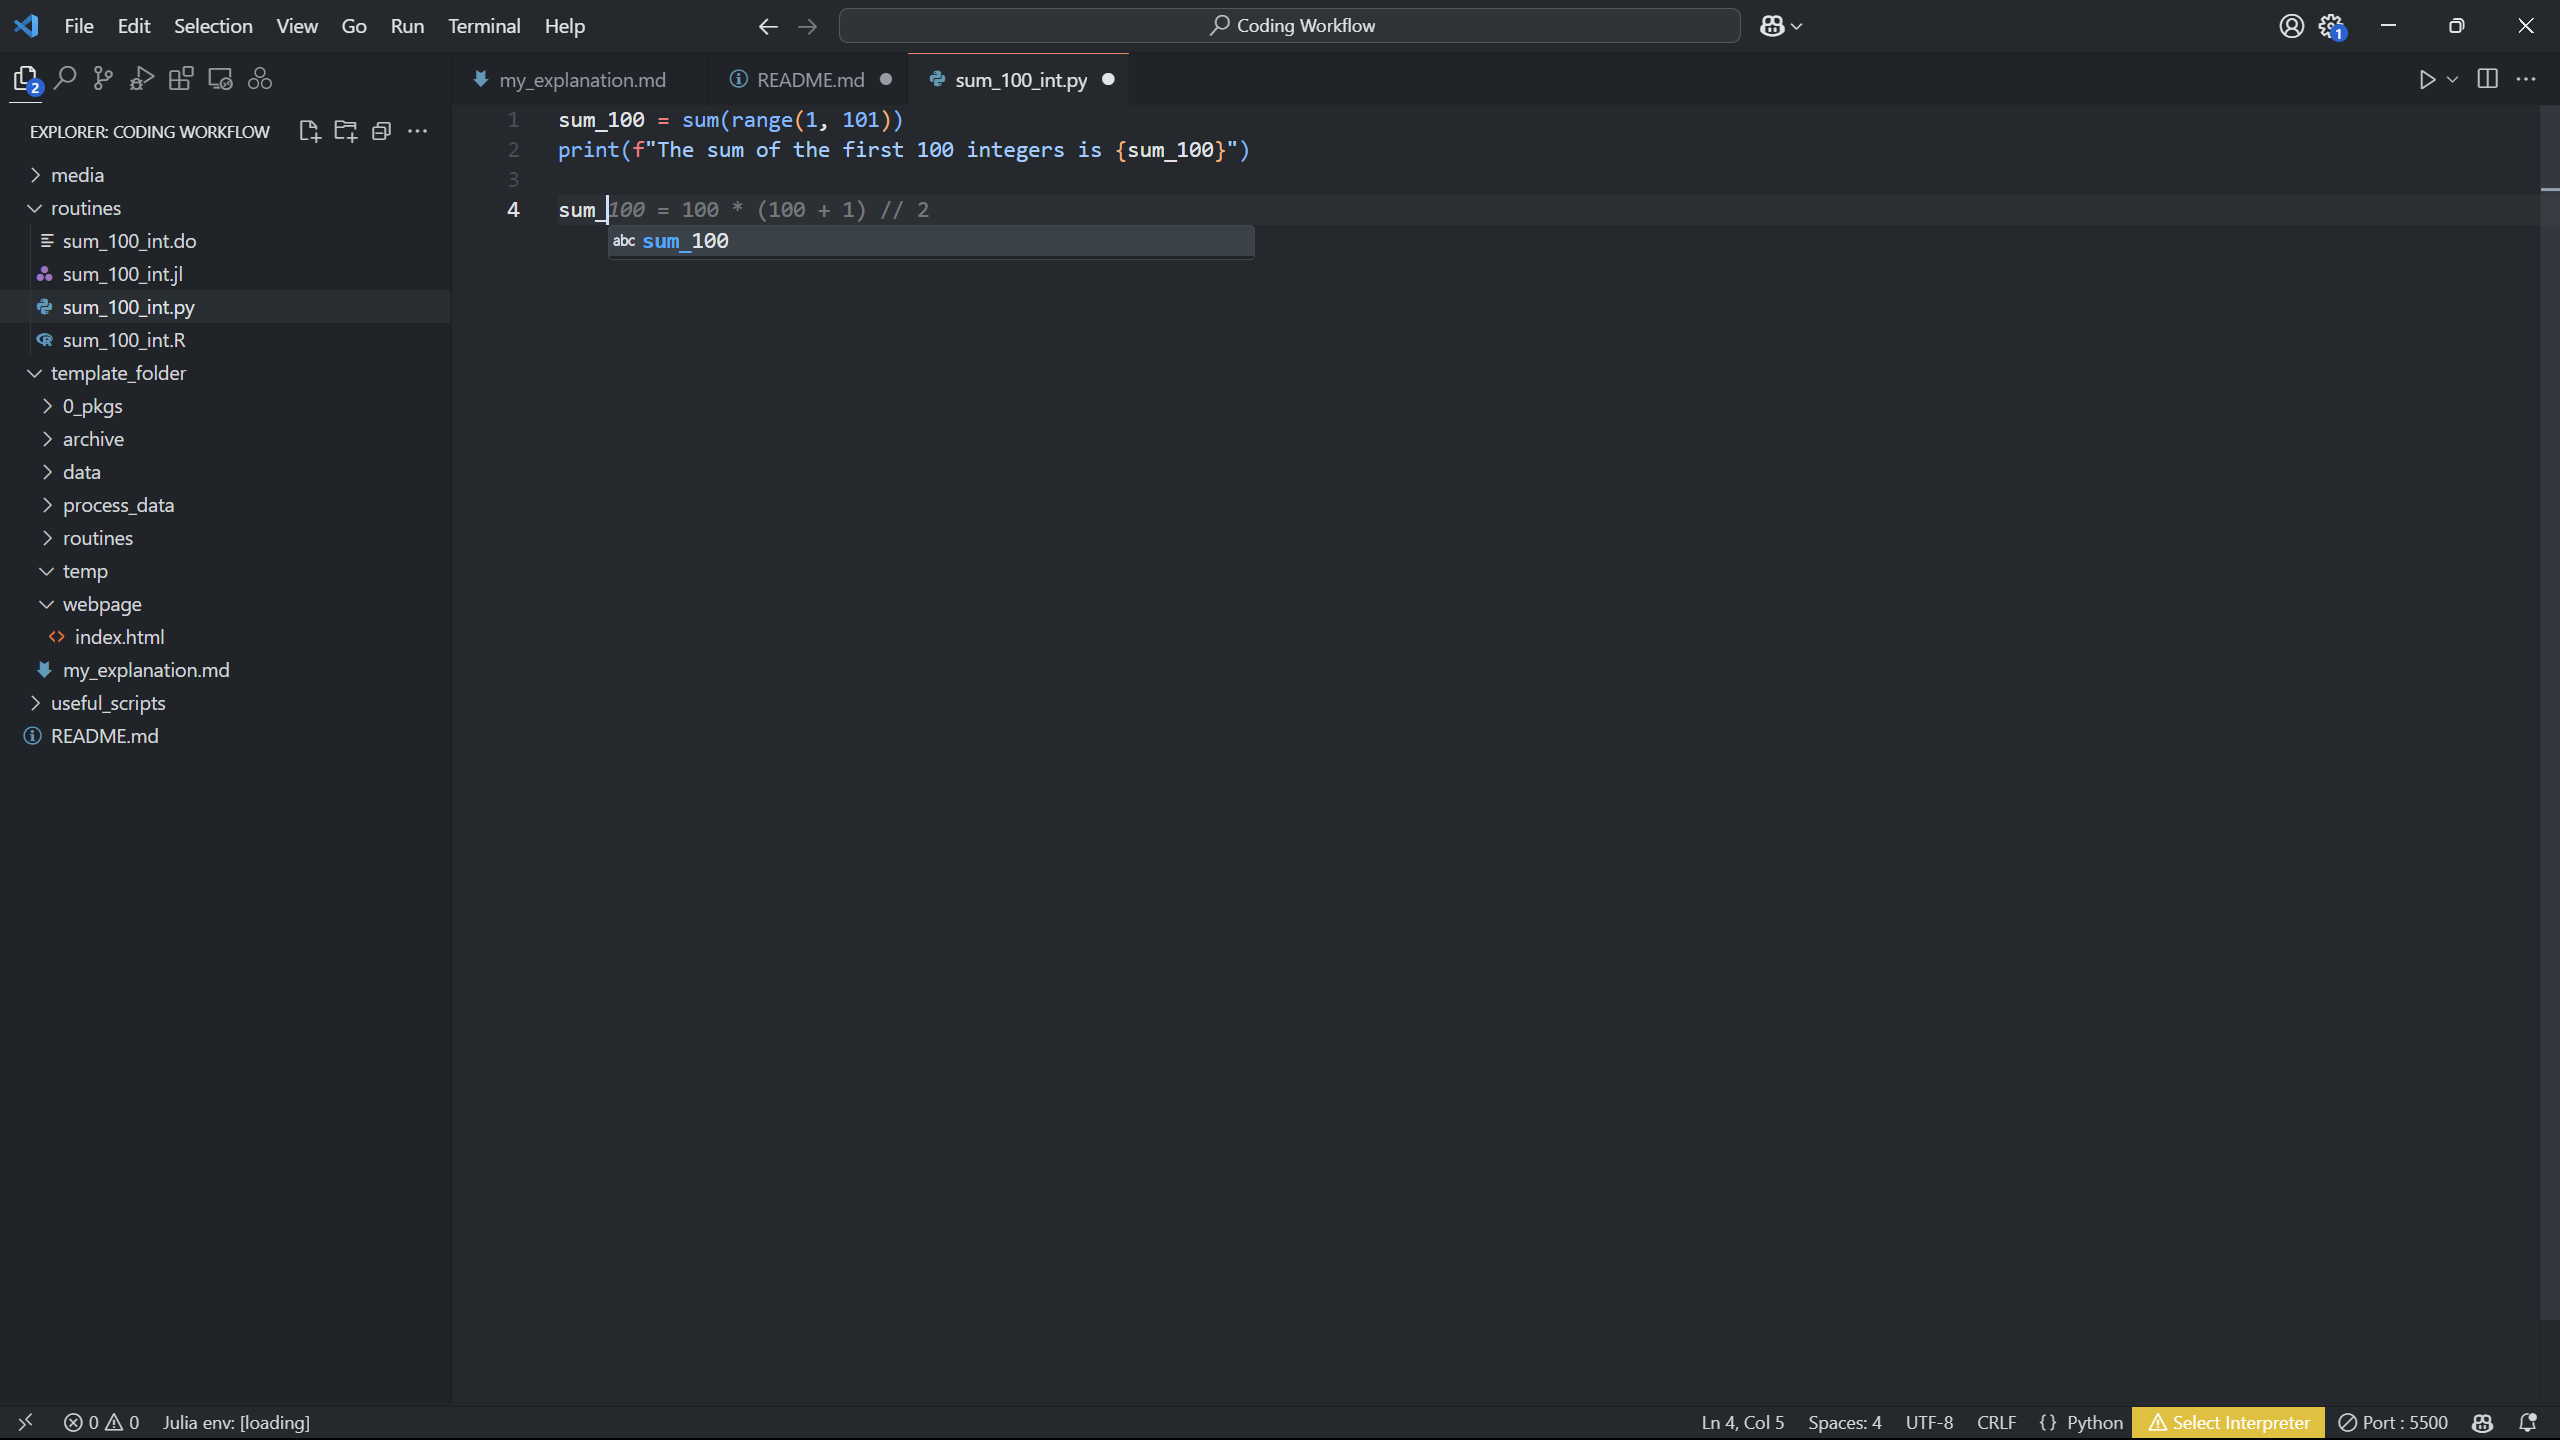 File Edit Selection View Go Run Terminal Help
Coding Workflow
1
2
my_explanation.md
README.md
sum_100_int.py
EXPLORER: CODING WORKFLOW
media
routines
sum_100_int.do
sum_100_int.jl
sum_100_int.py
sum_100_int.R
template_folder
0_pkgs
archive
data
process_data
routines
temp
webpage
index.html
my_explanation.md
useful_scripts
README.md
1 sum_100 = sum(range(1, 101))
2 print(f"The sum of the first 100 integers is {sum_100}")
3
4 sum_100 = 100 * (100 + 1) // 2
abc sum_100
0 0 Julia env: [loading]
Ln 4, Col 5 Spaces: 4 UTF-8 CRLF {} Python Select Interpreter Port : 5500